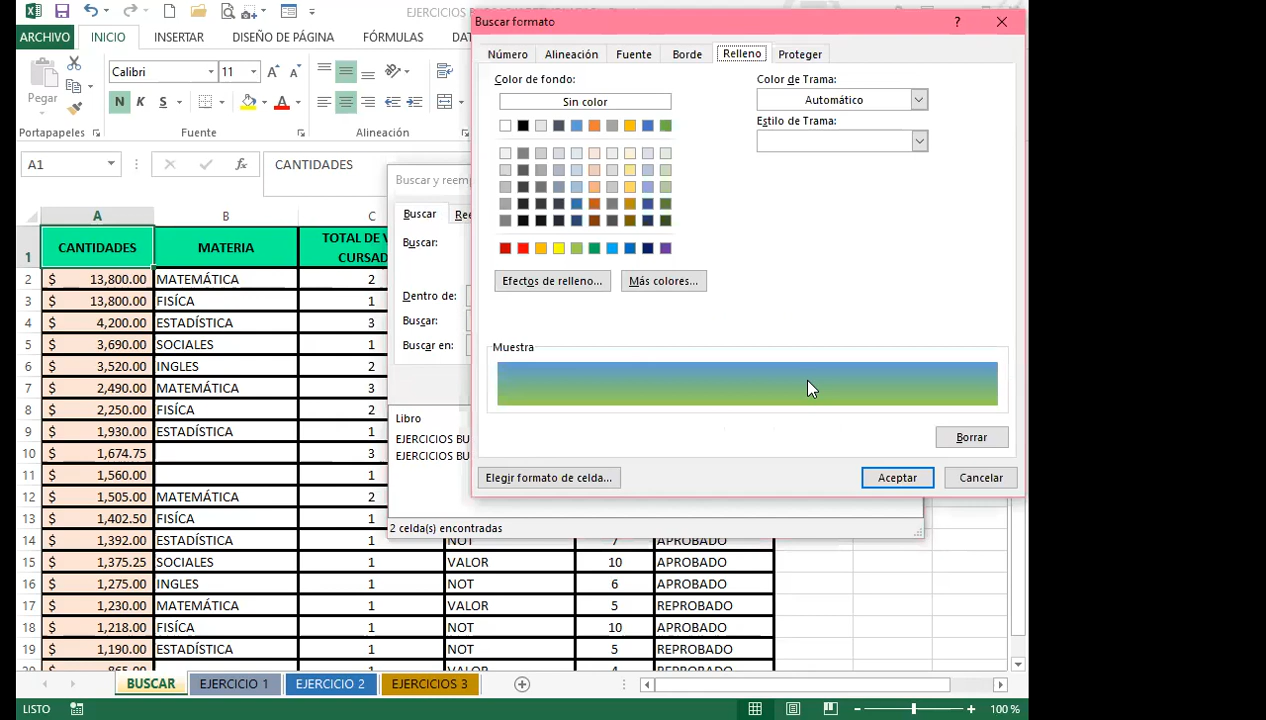 EJERCICIOS
Buscar formato
ARCHIVO INICIO INSERTAR DISEÑO DE PÁGINA FÓRMULAS DAT
Número Alineación Fuente Borde Relleno Proteger
Pegar Calibri 11
N K S
Portapapeles Fuente Alineación
Color de fondo: Color de Trama:
Sin color Automático
Estilo de Trama:
A1 fx CANTIDADES
Buscar y reemp
Buscar Ree
Buscar:
Dentro de:
Buscar:
Buscar en:
Efectos de relleno... Más colores...
Muestra
Borrar
Elegir formato de celda... Aceptar Cancelar
Libro
EJERCICIOS BU
EJERCICIOS BU
2 celda(s) encontradas
A B C
1 CANTIDADES MATERIA TOTAL DE V
CURSAD
2 $ 13,800.00 MATEMÁTICA 2
3 $ 13,800.00 FISÍCA 1
4 $ 4,200.00 ESTADÍSTICA 3
5 $ 3,690.00 SOCIALES 1
6 $ 3,520.00 INGLES 2
7 $ 2,490.00 MATEMÁTICA 3
8 $ 2,250.00 FISÍCA 2
9 $ 1,930.00 ESTADÍSTICA 1
10 $ 1,674.75 3
11 $ 1,560.00 1
12 $ 1,505.00 MATEMÁTICA 2
13 $ 1,402.50 FISÍCA 1
14 $ 1,392.00 ESTADÍSTICA 1 NOT 7 APROBADO
15 $ 1,375.25 SOCIALES 1 VALOR 10 APROBADO
16 $ 1,275.00 INGLES 1 NOT 6 APROBADO
17 $ 1,230.00 MATEMÁTICA 1 VALOR 5 REPROBADO
18 $ 1,218.00 FISÍCA 1 NOT 10 APROBADO
19 $ 1,190.00 ESTADÍSTICA 1 NOT 5 REPROBADO
BUSCAR EJERCICIO 1 EJERCICIO 2 EJERCICIOS 3
LISTO 100 %